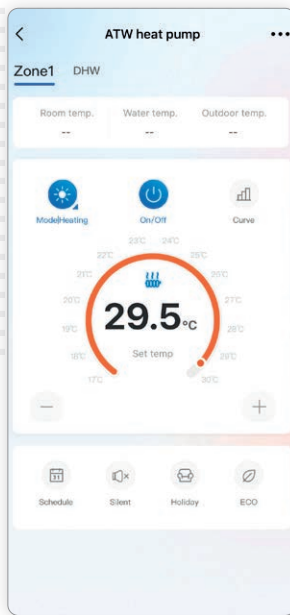 ATW heat pump
Zone1 DHW
Room temp. Water temp. Outdoor temp.
-- -- --
Mode|Heating On/Off Curve
23℃ 24℃
22℃ 25℃
21℃ 26℃
20℃ 27℃
19℃ 28℃
18℃ 29℃
17℃ 30℃
29.5℃
Set temp
31
Schedule Silent Holiday ECO